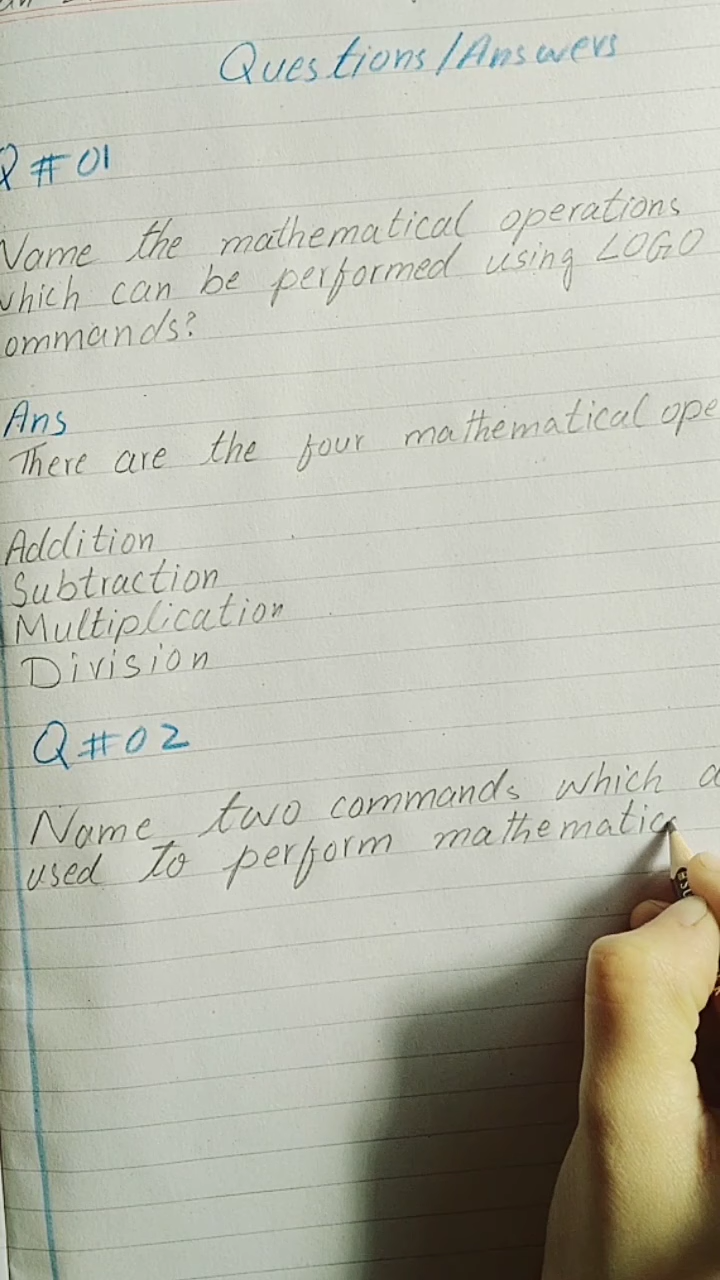 Questions/Answers
Q #01
Name the mathematical operations
which can be performed using LOGO
ommands?
Ans
There are the four mathematical ope
Addition
Subtraction
Multiplication
Division
Q #02
Name two commands which a
used to perform mathematic